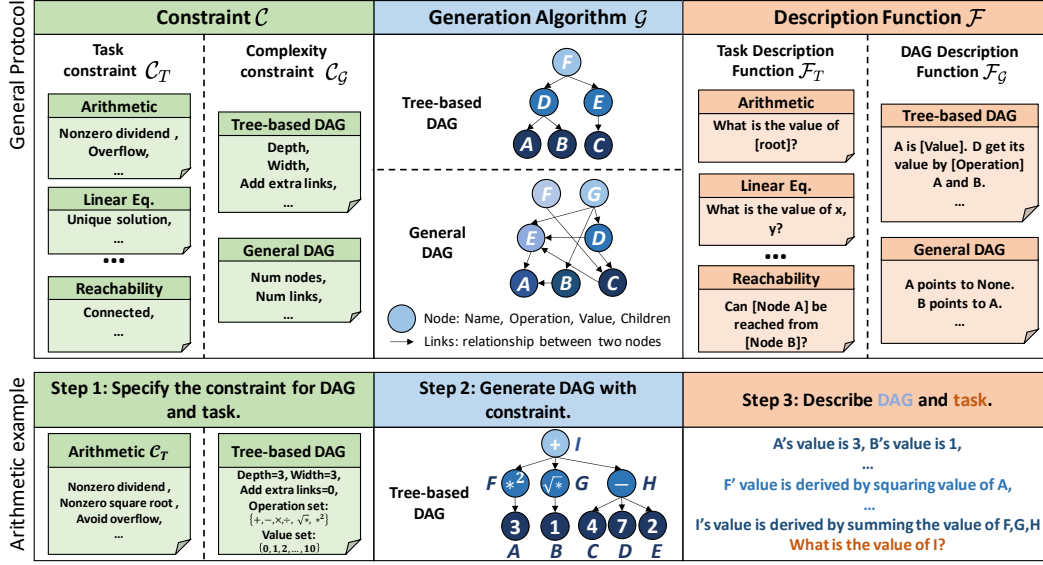 General Protocol
Constraint 𝒞
Task
constraint 𝒞_T
Arithmetic
Nonzero dividend ,
Overflow,
...
Linear Eq.
Unique solution,
...
...
Reachability
Connected,
...
Complexity
constraint 𝒞_𝒢
Tree-based DAG
Depth,
Width,
Add extra links,
...
General DAG
Num nodes,
Num links,
...
Generation Algorithm 𝒢
Tree-based
DAG
F
D E
A B C
General
DAG
F G
E D
A B C
Node: Name, Operation, Value, Children
Links: relationship between two nodes
Description Function ℱ
Task Description
Function ℱ_T
Arithmetic
What is the value of
[root]?
Linear Eq.
What is the value of x,
y?
...
Reachability
Can [Node A] be
reached from
[Node B]?
DAG Description
Function ℱ_𝒢
Tree-based DAG
A is [Value]. D get its
value by [Operation]
A and B.
...
General DAG
A points to None.
B points to A.
...
Arithmetic example
Step 1: Specify the constraint for DAG
and task.
Arithmetic 𝒞_T
Nonzero dividend ,
Nonzero square root,
Avoid overflow,
...
Tree-based DAG
Depth=3, Width=3,
Add extra links=0,
Operation set:
{+,−,×,÷, √*, *²}
Value set:
{0, 1, 2, ..., 10}
Step 2: Generate DAG with
constraint.
Tree-based
DAG
+ I
F *² √* G − H
3 1 4 7 2
A B C D E
Step 3: Describe DAG and task.
A's value is 3, B's value is 1,
...
F' value is derived by squaring value of A,
...
I's value is derived by summing the value of F,G,H
What is the value of I?